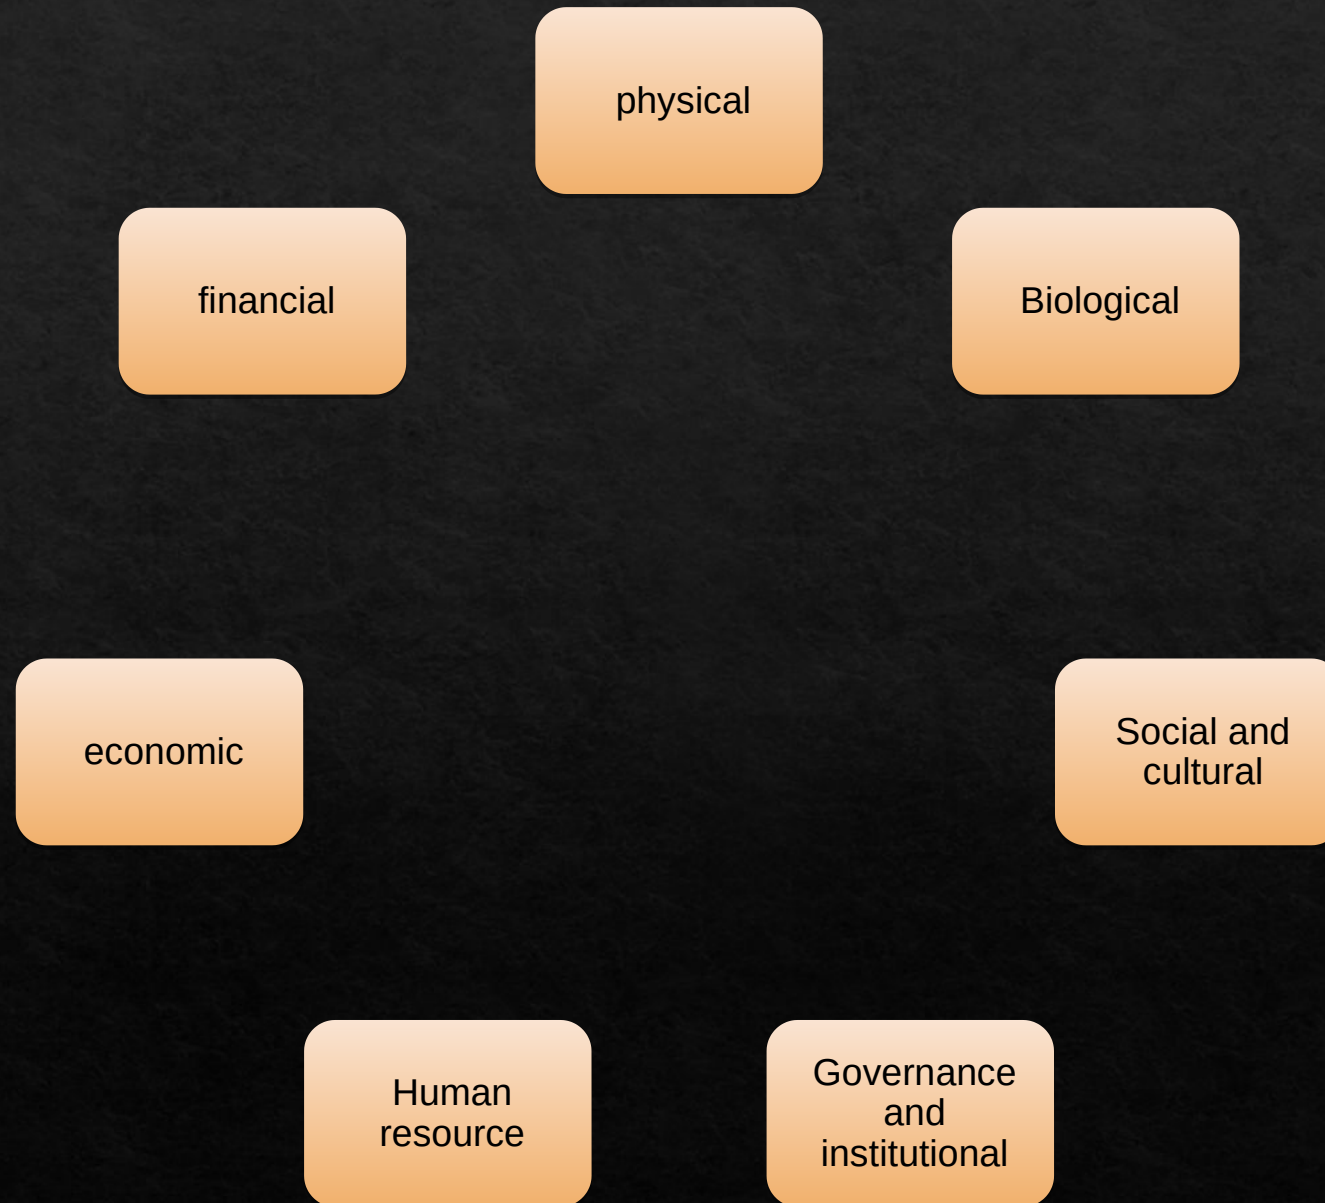 physical
financial
Biological
economic
Social and
cultural
Human
resource
Governance
and
institutional